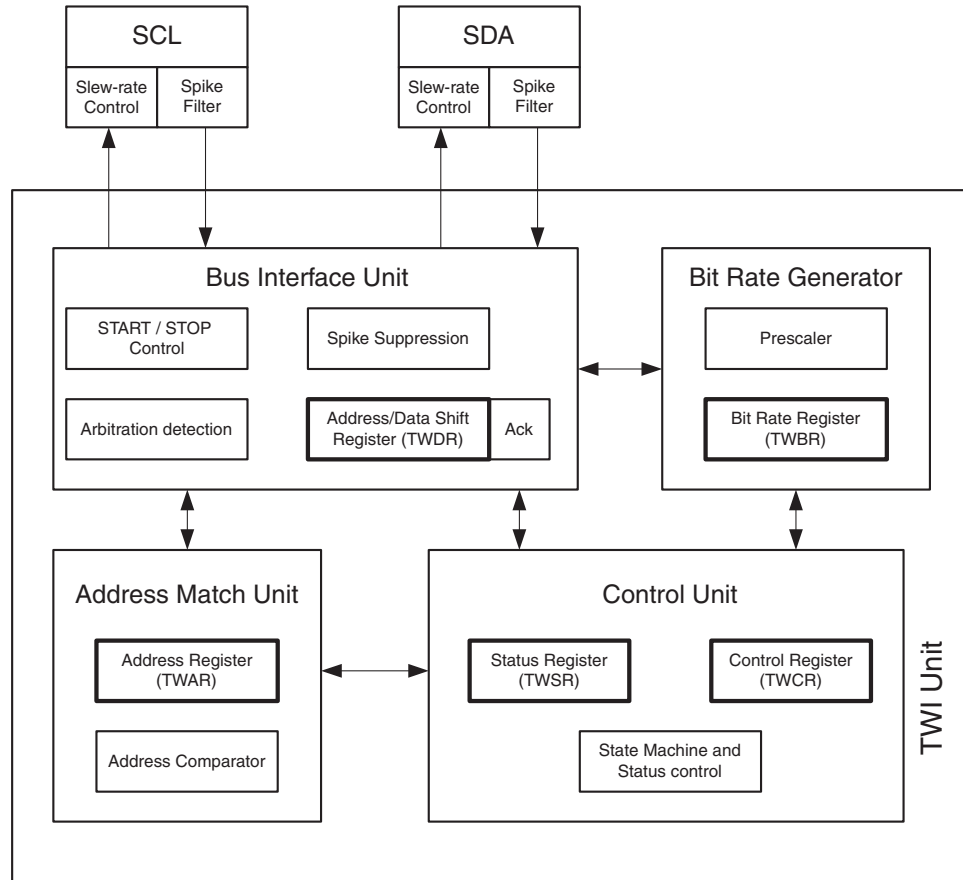 SCL
SDA
Slew-rate
Control
Spike
Filter
Slew-rate
Control
Spike
Filter
Bus Interface Unit
START / STOP
Control
Spike Suppression
Arbitration detection
Address/Data Shift
Register (TWDR)
Ack
Bit Rate Generator
Prescaler
Bit Rate Register
(TWBR)
Address Match Unit
Address Register
(TWAR)
Address Comparator
Control Unit
Status Register
(TWSR)
Control Register
(TWCR)
State Machine and
Status control
TWI Unit